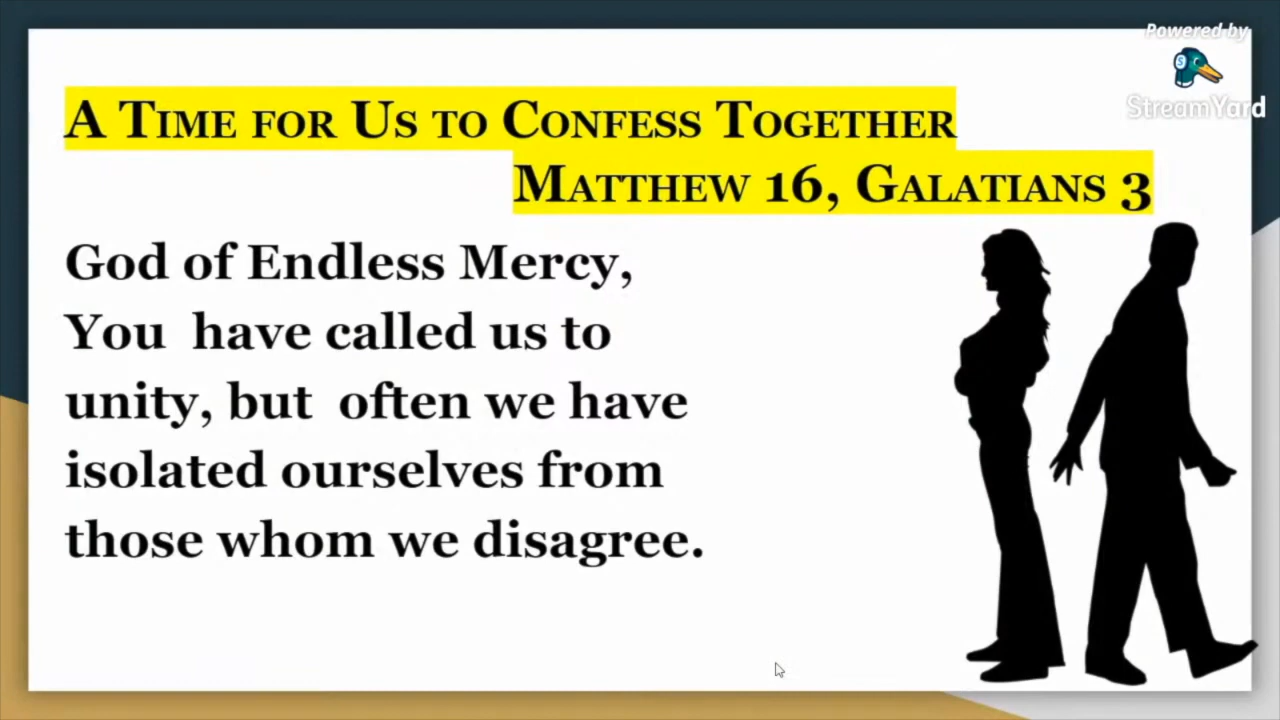 Powered by
StreamYard
A Time for Us to Confess Together
Matthew 16, Galatians 3
God of Endless Mercy,
You  have called us to
unity, but  often we have
isolated ourselves from
those whom we disagree.